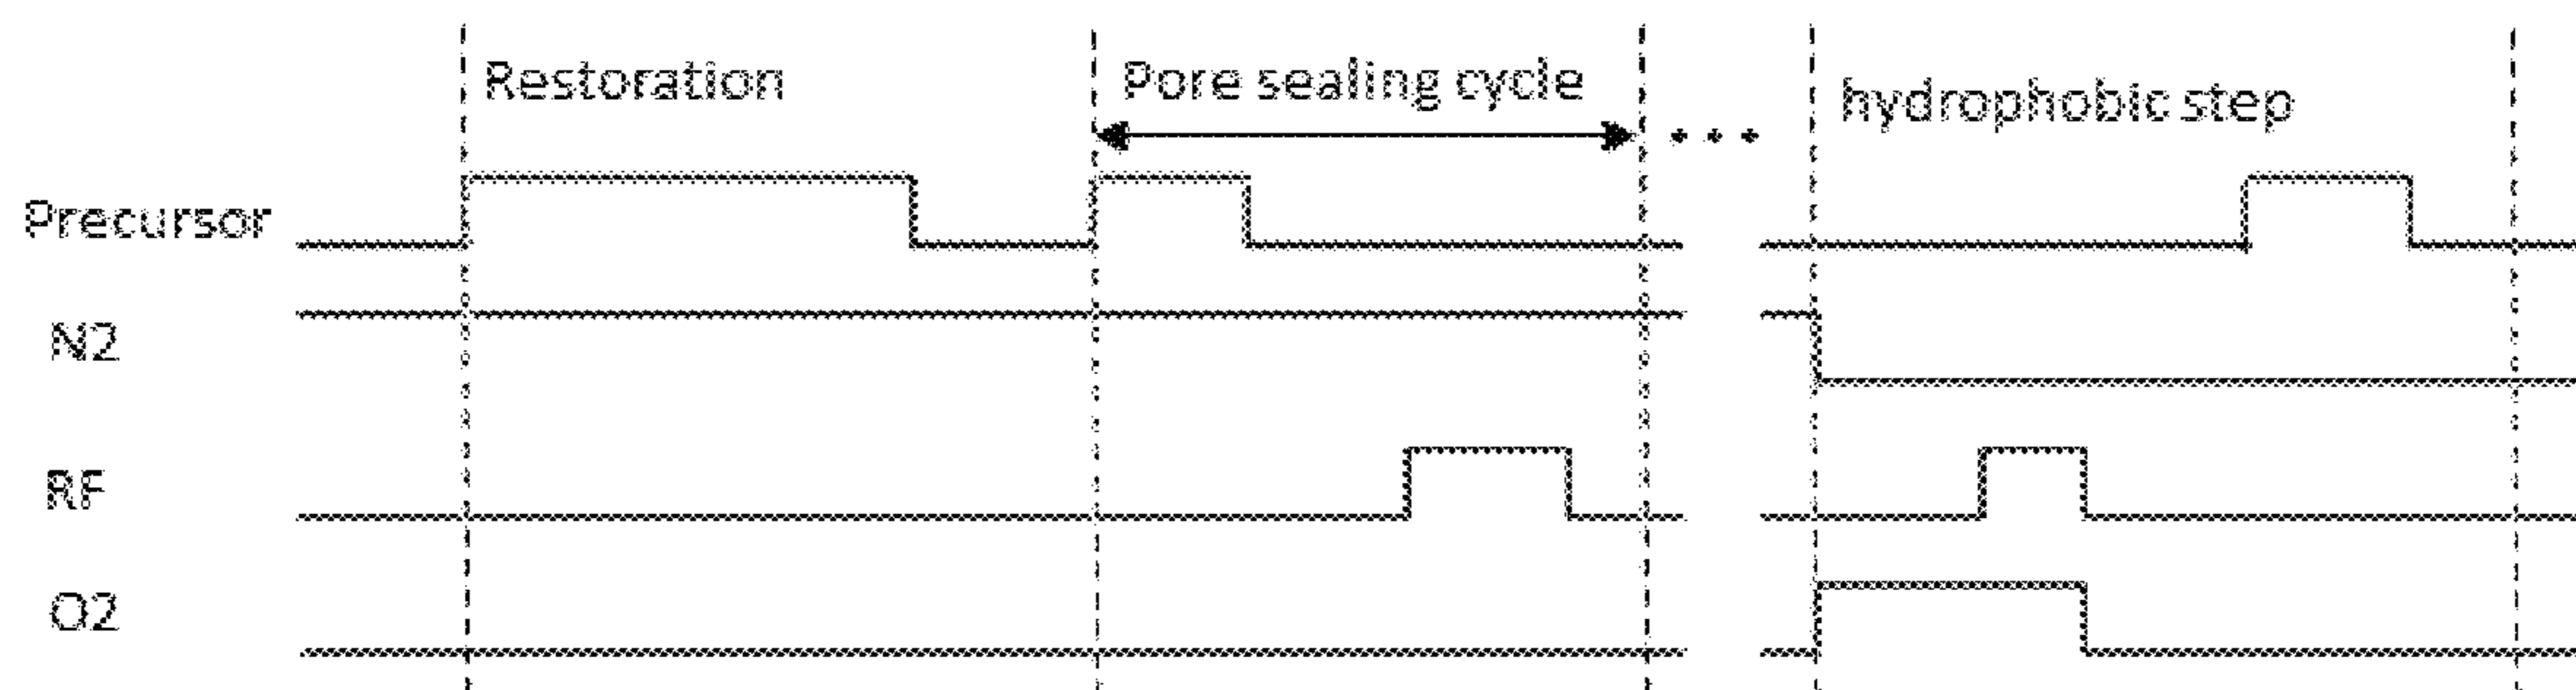 Restoration
Pore sealing cycle
hydrophobic step
Precursor
N2
RF
O2